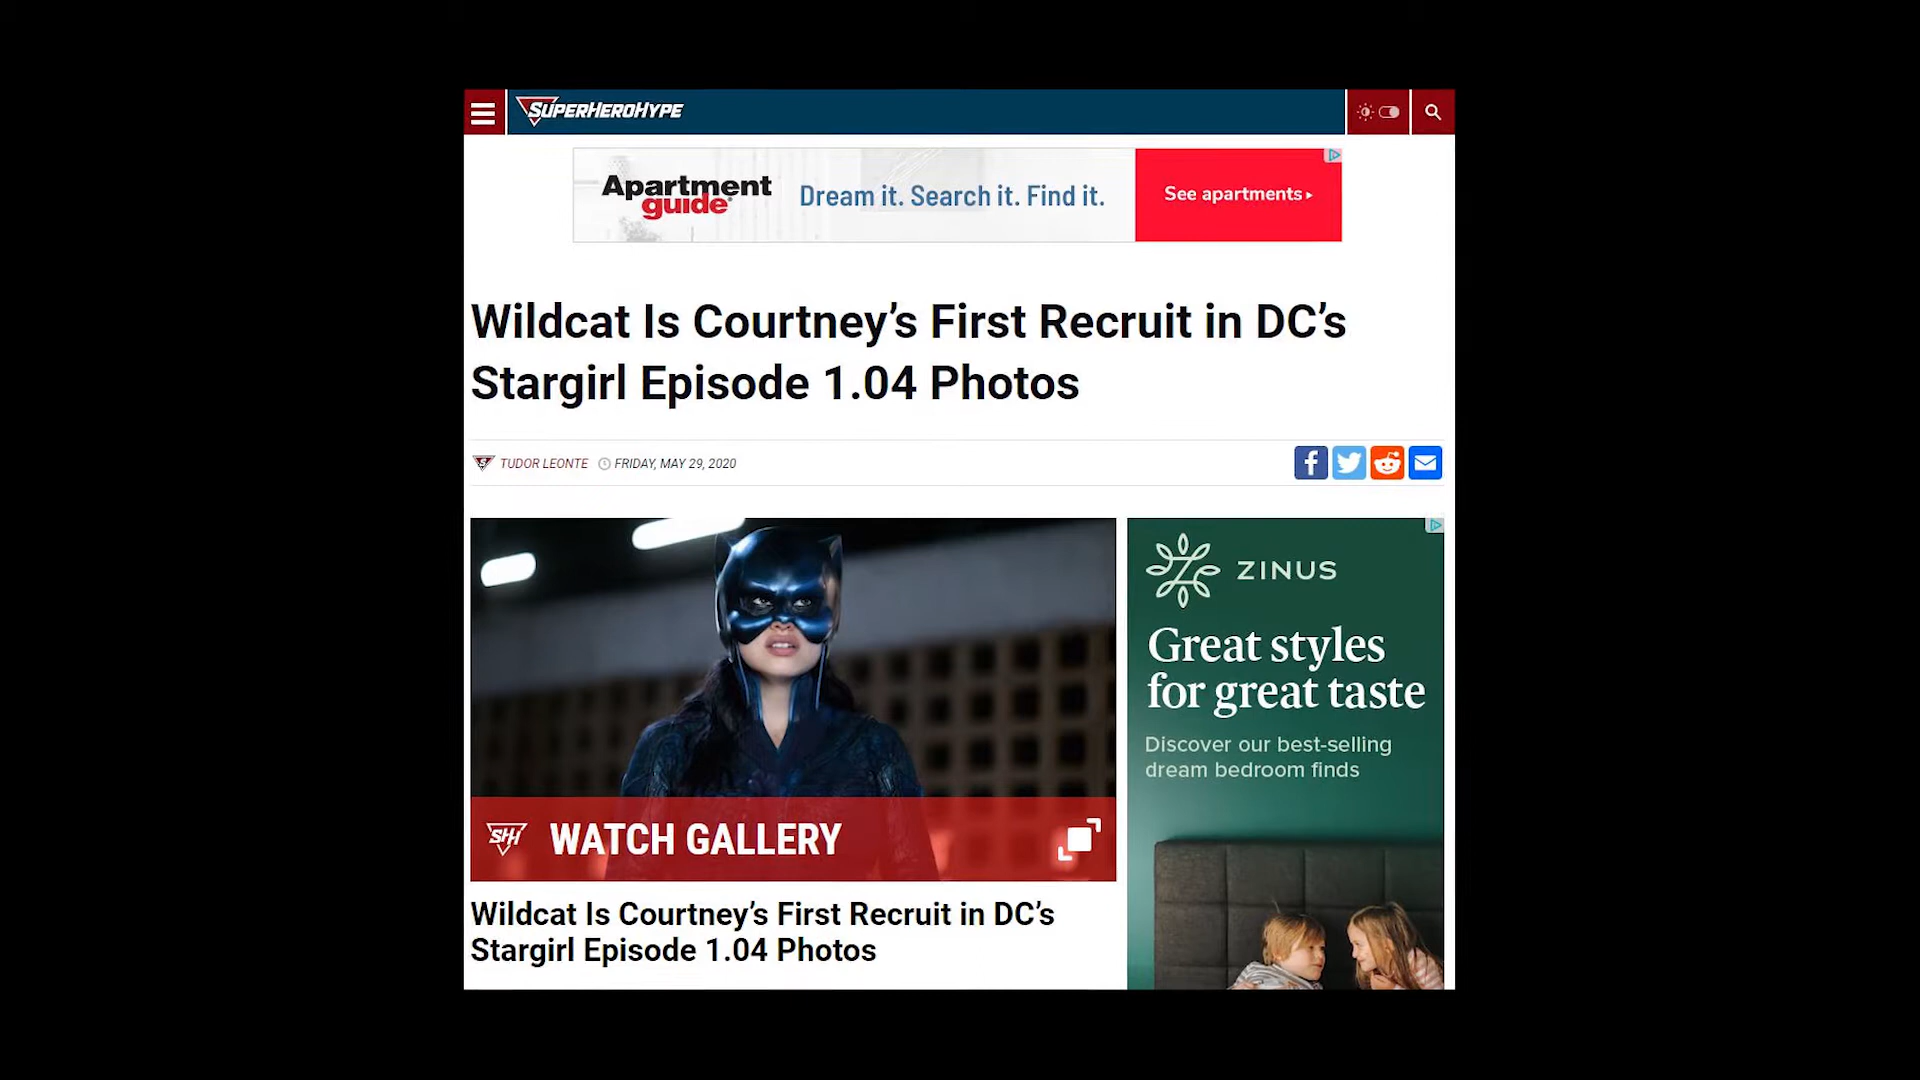 SUPERHEROHYPE
Apartment
guide
Dream it. Search it. Find it.
See apartments
Wildcat Is Courtney’s First Recruit in DC’s
Stargirl Episode 1.04 Photos
TUDOR LEONTE FRIDAY, MAY 29, 2020
SHH WATCH GALLERY
Wildcat Is Courtney’s First Recruit in DC’s
Stargirl Episode 1.04 Photos
ZINUS
Great styles
for great taste
Discover our best-selling
dream bedroom finds